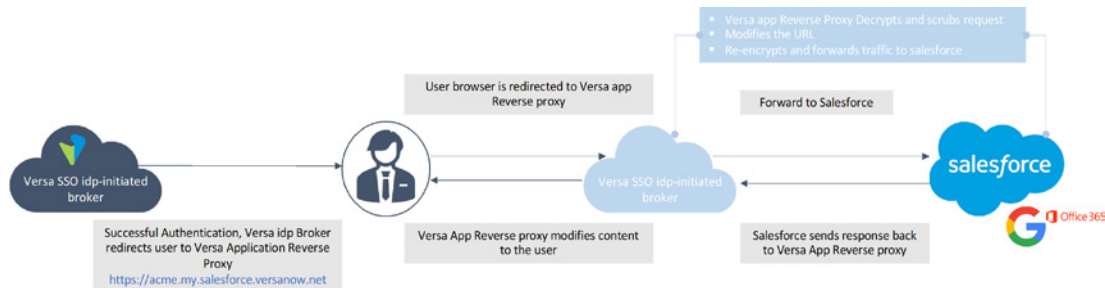 ▪ Versa app Reverse Proxy Decrypts and scrubs request
▪ Modifies the URL
▪ Re-encrypts and forwards traffic to salesforce
User browser is redirected to Versa app
Reverse proxy
Forward to Salesforce
Versa SSO idp-initiated
broker
Versa SSO idp-initiated
broker
salesforce
Office 365
Successful Authentication, Versa idp Broker
redirects user to Versa Application Reverse
Proxy
https://acme.my.salesforce.versanow.net
Versa App Reverse proxy modifies content
to the user
Salesforce sends response back
to Versa App Reverse proxy